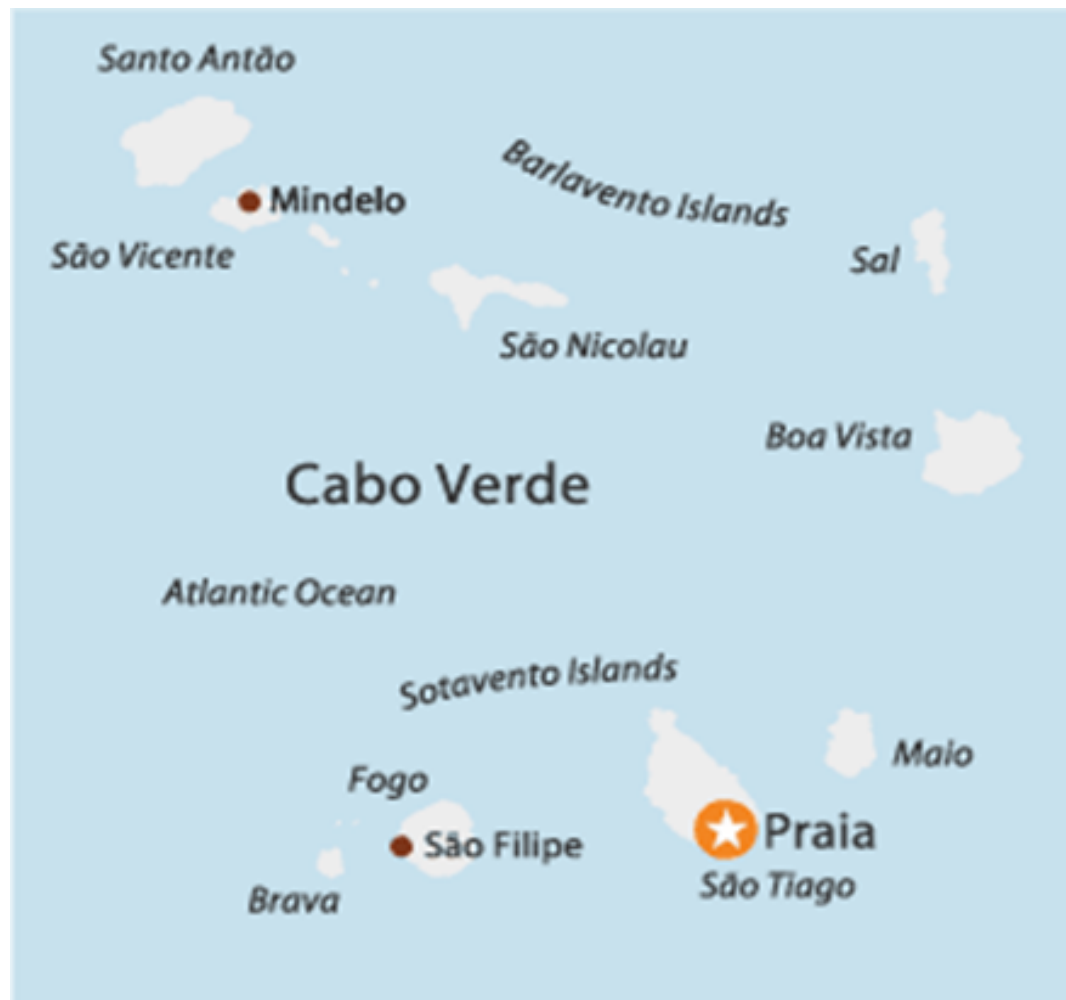 Santo Antão
Barlavento Islands
Mindelo
São Vicente
Sal
São Nicolau
Boa Vista
Cabo Verde
Atlantic Ocean
Sotavento Islands
Maio
Fogo
Praia
São Filipe
São Tiago
Brava